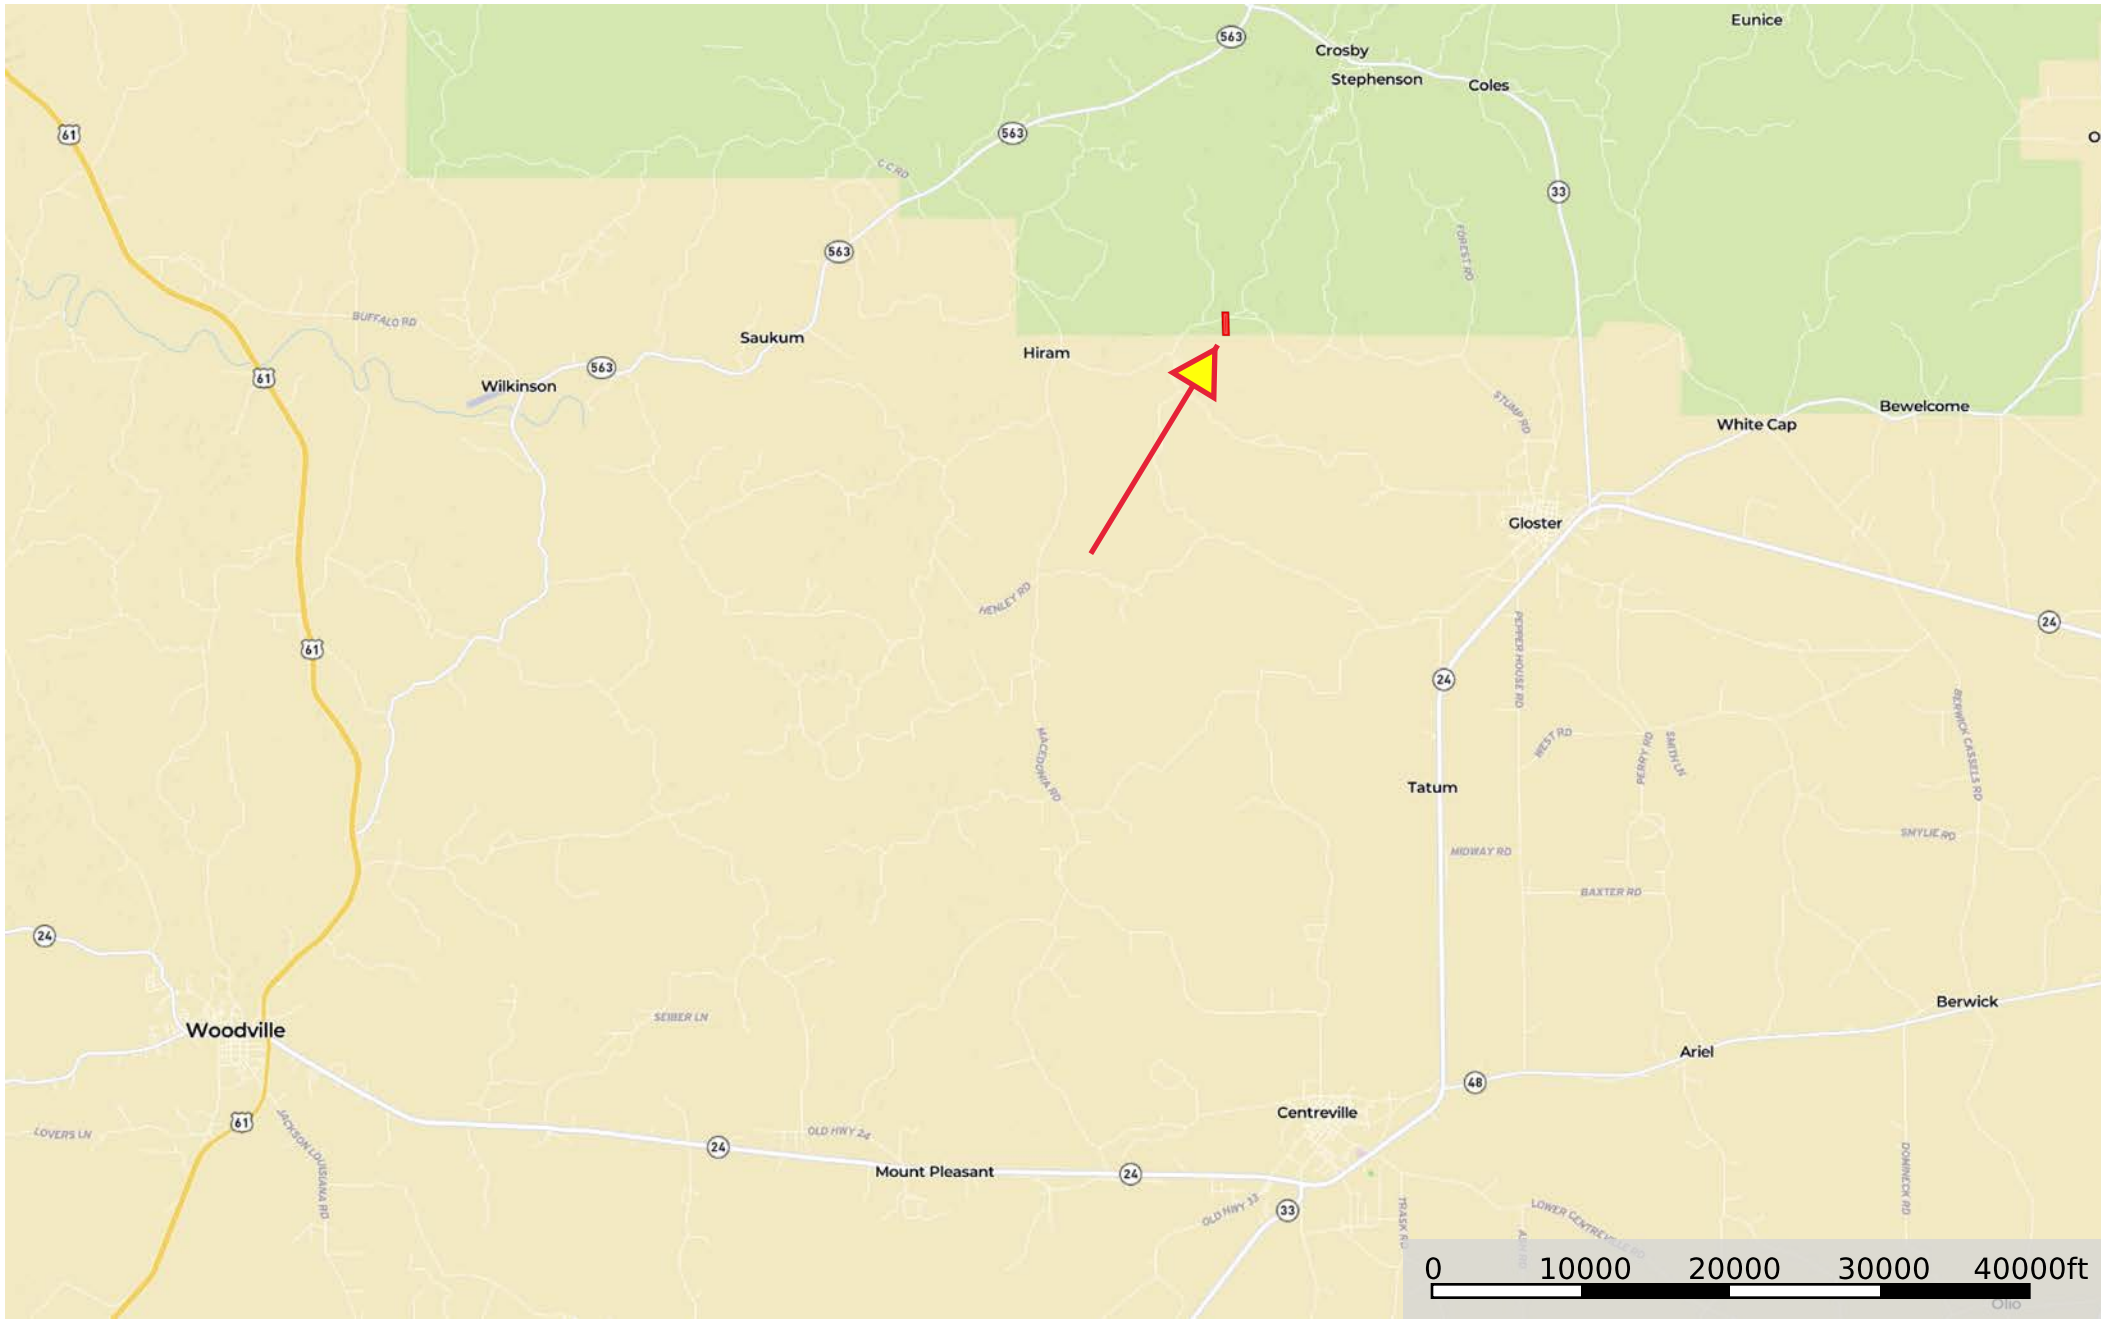 Eunice
563
Crosby
Stephenson
Coles
61
563
O
C C RD
33
FOREST RD
563
BUFFALO RD
Saukum
Hiram
563
61
Wilkinson
STUMP RD
Bewelcome
White Cap
Gloster
HENLEY RD
24
61
PEPPER HOUSE RD
24
BERWICK CASSELS RD
WEST RD
PERRY RD
SMITH LN
MACEDONIA RD
Tatum
SMYLIE RD
MIDWAY RD
BAXTER RD
24
Berwick
SEIBER LN
Woodville
Ariel
48
Centreville
61
LOVERS LN
JACKSON LOUISIANA RD
OLD HWY 24
24
Mount Pleasant
24
DOMINECK RD
OLD HWY 33
33
TRASK RD
LOWER CENTREVILLE RD
0 10000 20000 30000 40000ft
Olio